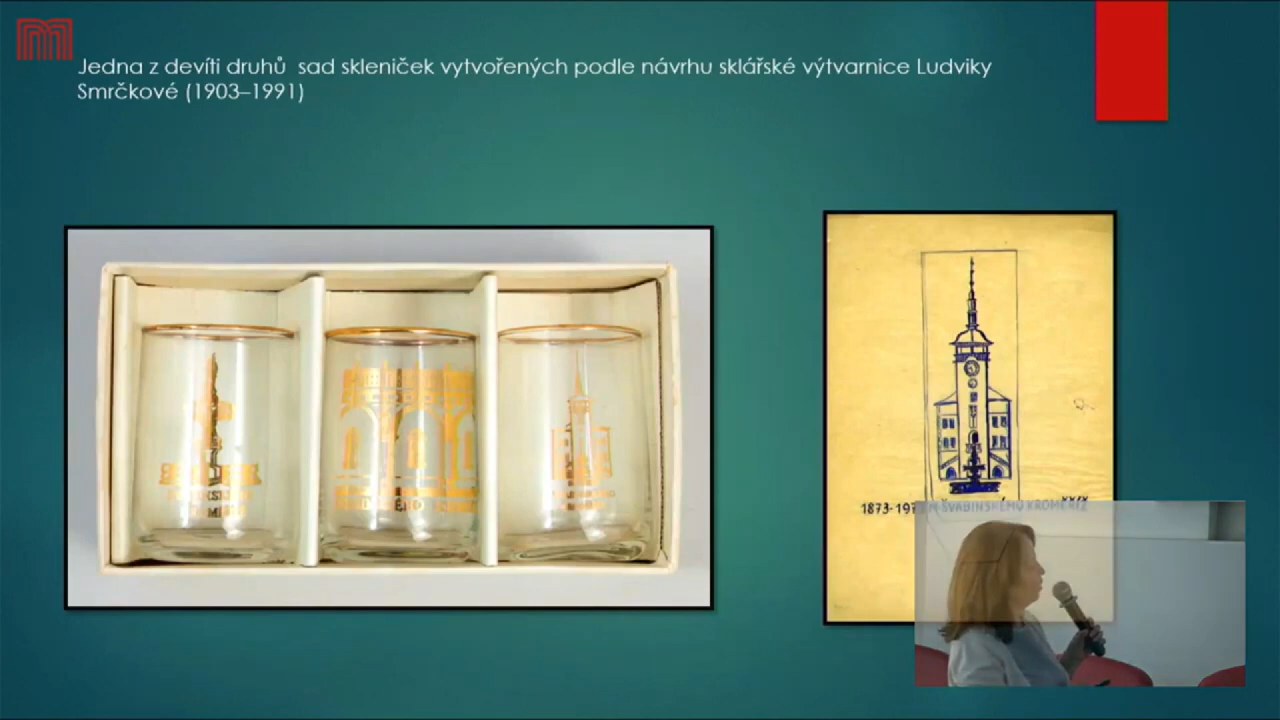 Jedna z devíti druhů sad skleniček vytvořených podle návrhu sklářské výtvarnice Ludviky
Smrčkové (1903–1991)
1873-197 ŠVABINSKÉHO KROMĚŘÍŽ